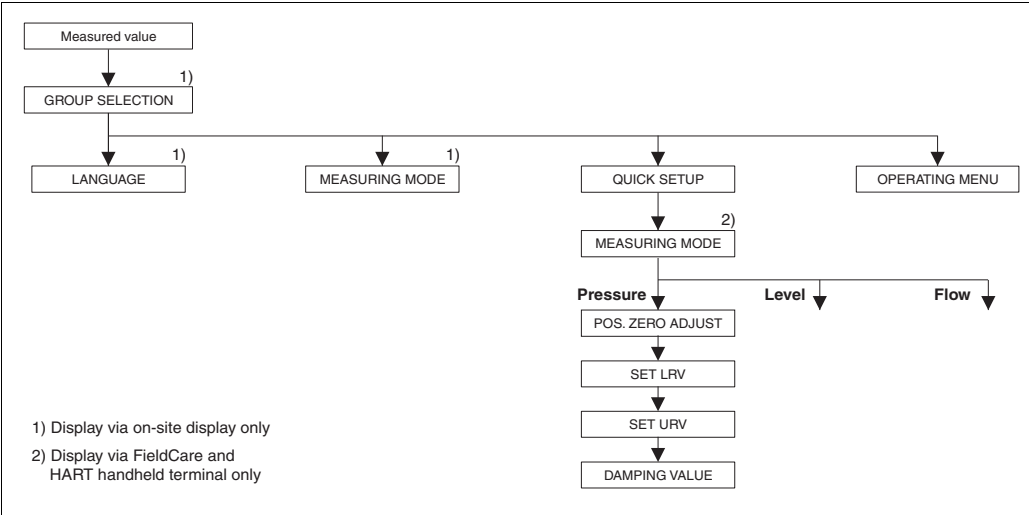 Measured value
1)
GROUP SELECTION
1)
1)
LANGUAGE
MEASURING MODE
QUICK SETUP
OPERATING MENU
2)
MEASURING MODE
Pressure
Level
Flow
POS. ZERO ADJUST
SET LRV
SET URV
DAMPING VALUE
1) Display via on-site display only
2) Display via FieldCare and
HART handheld terminal only